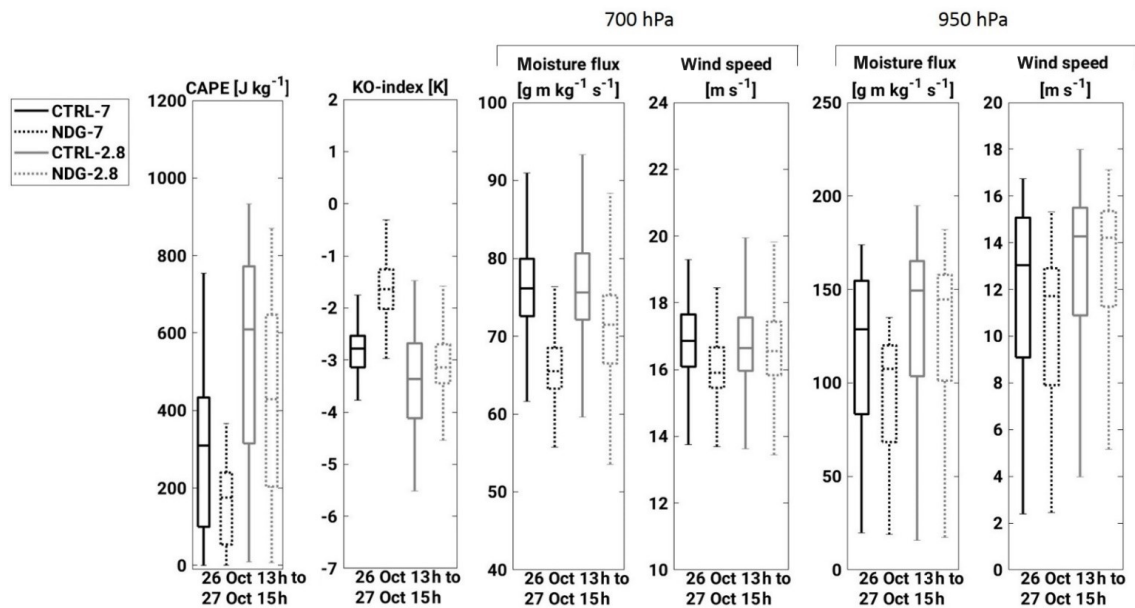 700 hPa
950 hPa
CTRL-7
NDG-7
CTRL-2.8
NDG-2.8
CAPE [J kg⁻¹]
1200
1000
800
600
400
200
0
26 Oct 13h to
27 Oct 15h
KO-index [K]
2
1
0
-1
-2
-3
-4
-5
-6
-7
26 Oct 13h to
27 Oct 15h
Moisture flux
[g m kg⁻¹ s⁻¹]
100
90
80
70
60
50
40
26 Oct 13h to
27 Oct 15h
Wind speed
[m s⁻¹]
24
22
20
18
16
14
12
10
26 Oct 13h to
27 Oct 15h
Moisture flux
[g m kg⁻¹ s⁻¹]
250
200
150
100
50
0
26 Oct 13h to
27 Oct 15h
Wind speed
[m s⁻¹]
20
18
16
14
12
10
8
6
4
2
0
26 Oct 13h to
27 Oct 15h